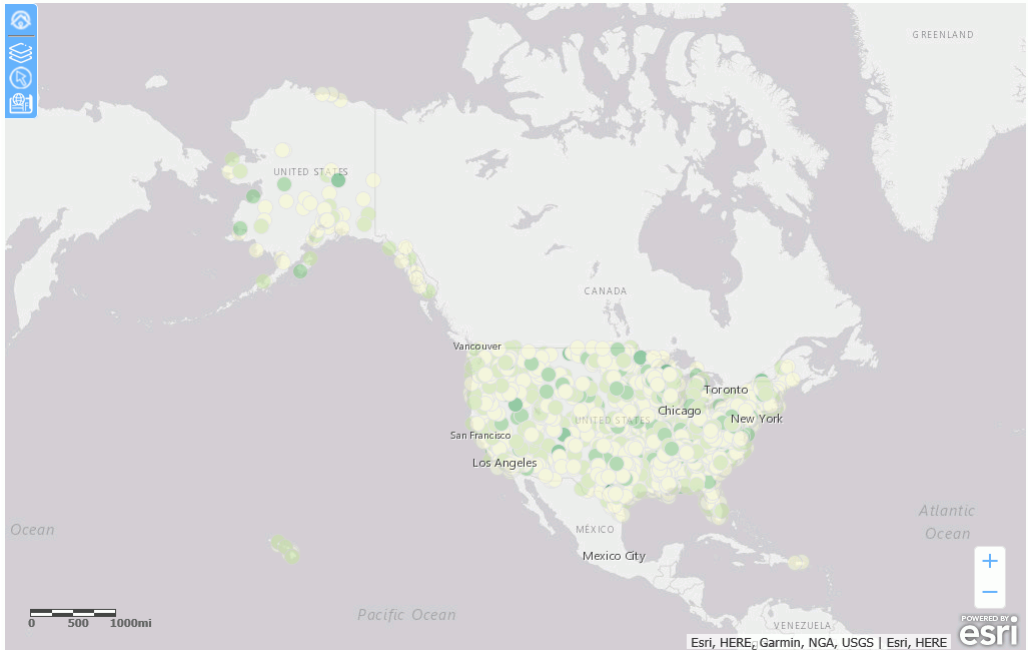 GREENLAND
UNITED STATES
CANADA
Vancouver
Toronto
Chicago
UNITED STATES
New York
San Francisco
Los Angeles
Atlantic
Ocean
Ocean
MÉXICO
Mexico City
+
−
Pacific Ocean
0 500 1000mi
VENEZUELA
POWERED BY
esri
Esri, HERE, Garmin, NGA, USGS | Esri, HERE